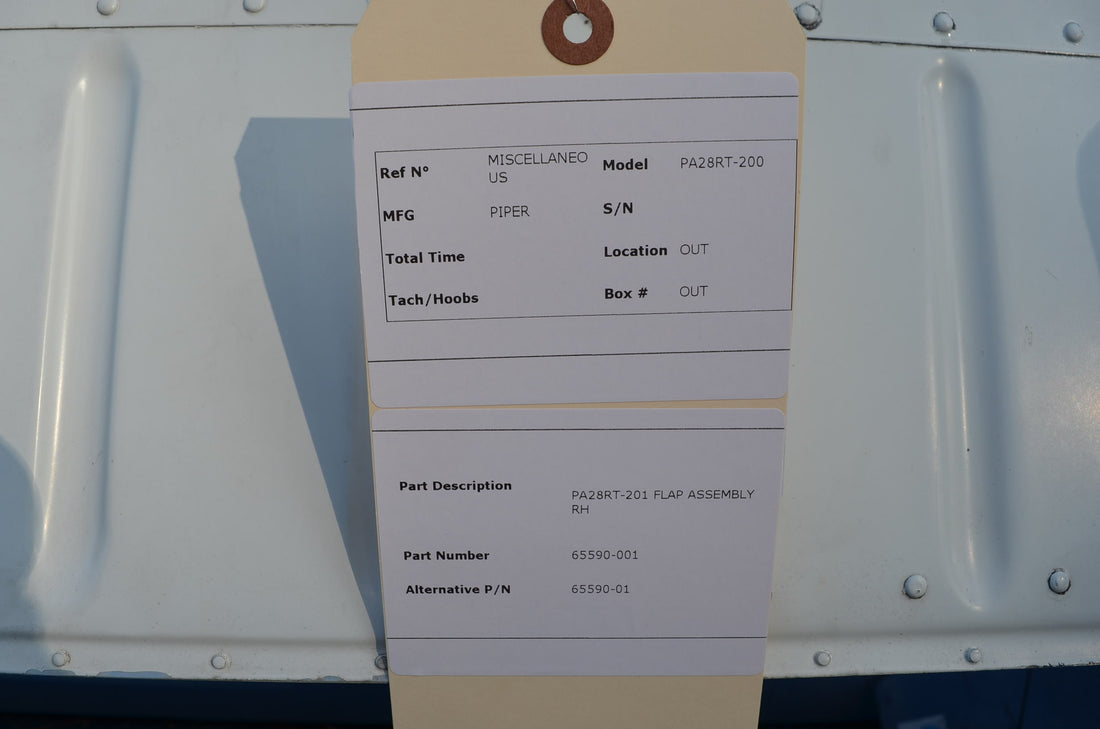 Ref Nº MISCELLANEO Model PA28RT-200
US
MFG PIPER S/N
Total Time Location OUT
Tach/Hoobs Box # OUT
Part Description PA28RT-201 FLAP ASSEMBLY
RH
Part Number 65590-001
Alternative P/N 65590-01